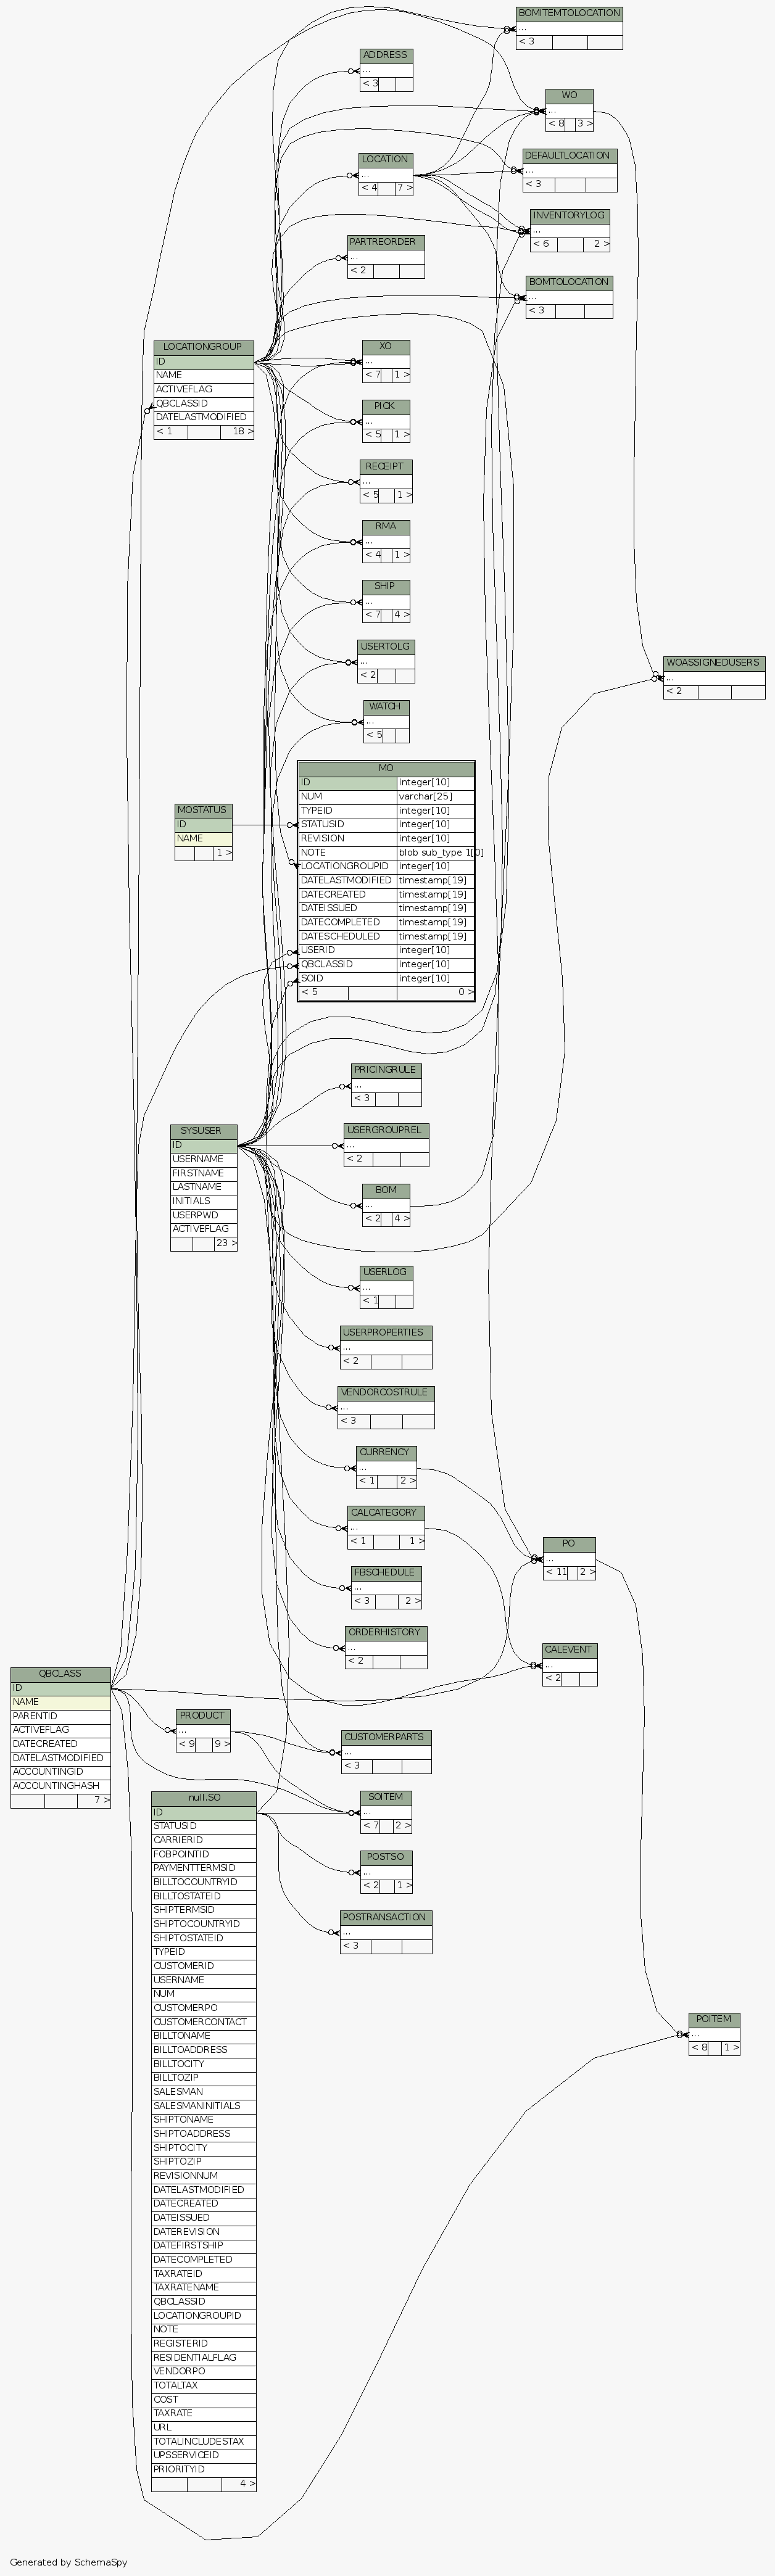 BOMITEMTOLOCATION
...
< 3
ADDRESS
...
< 3
WO
...
< 8 3 >
LOCATION
...
< 4 7 >
DEFAULTLOCATION
...
< 3
INVENTORYLOG
...
< 6 2 >
PARTREORDER
...
< 2
BOMTOLOCATION
...
< 3
LOCATIONGROUP
ID
NAME
ACTIVEFLAG
QBCLASSID
DATELASTMODIFIED
< 1 18 >
XO
...
< 7 1 >
PICK
...
< 5 1 >
RECEIPT
...
< 5 1 >
RMA
...
< 4 1 >
SHIP
...
< 7 4 >
USERTOLG
...
< 2
WOASSIGNEDUSERS
...
< 2
WATCH
...
< 5
MO
ID integer[10]
NUM varchar[25]
TYPEID integer[10]
STATUSID integer[10]
REVISION integer[10]
NOTE blob sub_type 1[0]
LOCATIONGROUPID integer[10]
DATELASTMODIFIED timestamp[19]
DATECREATED timestamp[19]
DATEISSUED timestamp[19]
DATECOMPLETED timestamp[19]
DATESCHEDULED timestamp[19]
USERID integer[10]
QBCLASSID integer[10]
SOID integer[10]
< 5 0 >
MOSTATUS
ID
NAME
1 >
PRICINGRULE
...
< 3
SYSUSER
ID
USERNAME
FIRSTNAME
LASTNAME
INITIALS
USERPWD
ACTIVEFLAG
23 >
USERGROUPREL
...
< 2
BOM
...
< 2 4 >
USERLOG
...
< 1
USERPROPERTIES
...
< 2
VENDORCOSTRULE
...
< 3
CURRENCY
...
< 1 2 >
CALCATEGORY
...
< 1 1 >
PO
...
< 11 2 >
FBSCHEDULE
...
< 3 2 >
ORDERHISTORY
...
< 2
CALEVENT
...
< 2
QBCLASS
ID
NAME
PARENTID
ACTIVEFLAG
DATECREATED
DATELASTMODIFIED
ACCOUNTINGID
ACCOUNTINGHASH
7 >
PRODUCT
...
< 9 9 >
CUSTOMERPARTS
...
< 3
SOITEM
...
< 7 2 >
POSTSO
...
< 2 1 >
POSTRANSACTION
...
< 3
null.SO
ID
STATUSID
CARRIERID
FOBPOINTID
PAYMENTTERMSID
BILLTOCOUNTRYID
BILLTOSTATEID
SHIPTERMSID
SHIPTOCOUNTRYID
SHIPTOSTATEID
TYPEID
CUSTOMERID
USERNAME
NUM
CUSTOMERPO
CUSTOMERCONTACT
BILLTONAME
BILLTOADDRESS
BILLTOCITY
BILLTOZIP
SALESMAN
SALESMANINITIALS
SHIPTONAME
SHIPTOADDRESS
SHIPTOCITY
SHIPTOZIP
REVISIONNUM
DATELASTMODIFIED
DATECREATED
DATEISSUED
DATEREVISION
DATEFIRSTSHIP
DATECOMPLETED
TAXRATEID
TAXRATENAME
QBCLASSID
LOCATIONGROUPID
NOTE
REGISTERID
RESIDENTIALFLAG
VENDORPO
TOTALTAX
COST
TAXRATE
URL
TOTALINCLUDESTAX
UPSSERVICEID
PRIORITYID
4 >
POITEM
...
< 8 1 >
Generated by SchemaSpy